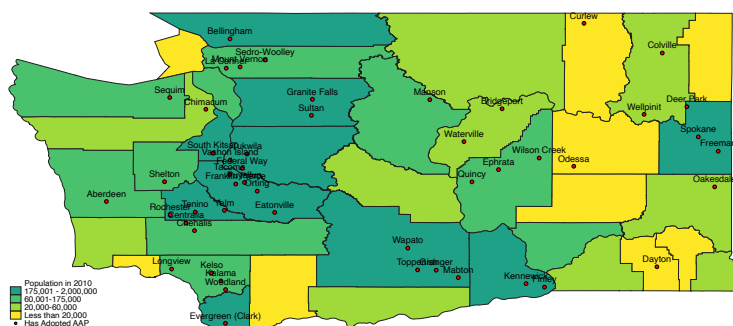 Curlew
Bellingham
Sedro-Woolley
Mount Vernon
La Conner
Colville
Sequim
Chimacum
Granite Falls
Sultan
Manson
Bridgeport
Wellpinit
Deer Park
Waterville
Spokane
Freeman
South Kitsap
Tukwila
Vashon Island
Federal Way
Tacoma
Franklin Pierce
Orting
Wilson Creek
Ephrata
Odessa
Quincy
Shelton
Oakesdale
Aberdeen
Rochester
Tenino
Yelm
Eatonville
Centralia
Chehalis
Wapato
Toppenish
Granger
Mabton
Dayton
Longview
Kelso
Kalama
Woodland
Kennewick
Finley
Evergreen (Clark)
Population in 2010
175,001 - 2,000,000
60,001-175,000
20,000-60,000
Less than 20,000
Has Adopted AAP